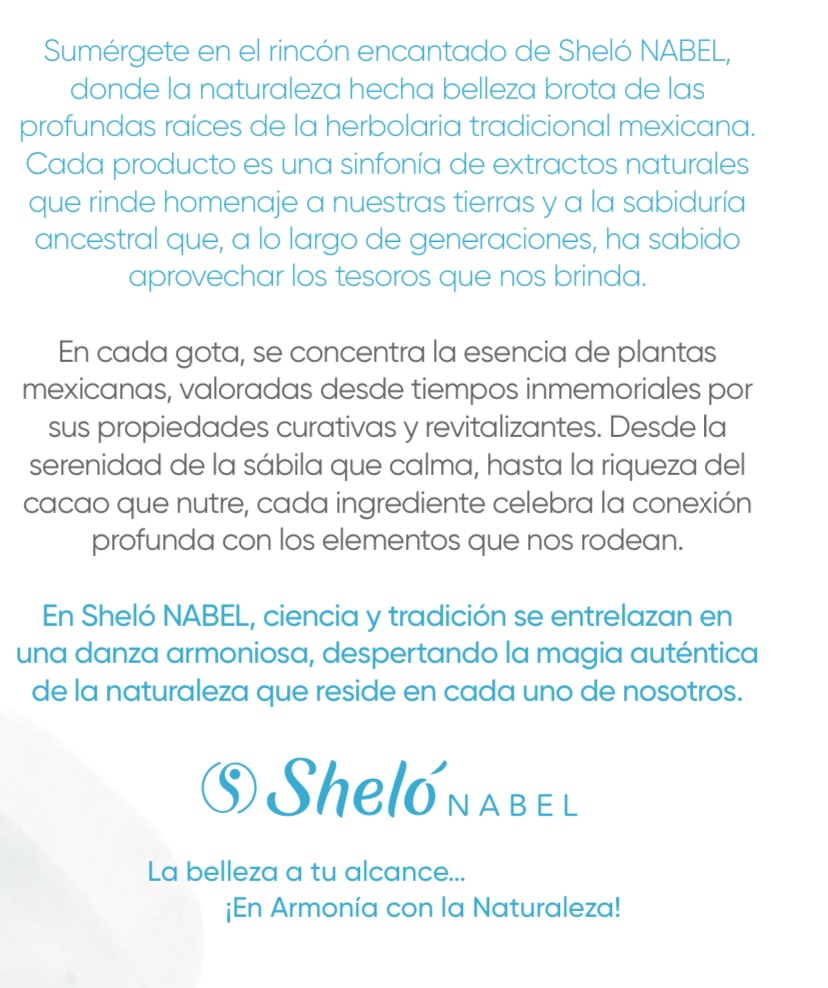 Sumérgete en el rincón encantado de Sheló NABEL,
donde la naturaleza hecha belleza brota de las
profundas raíces de la herbolaria tradicional mexicana.
Cada producto es una sinfonía de extractos naturales
que rinde homenaje a nuestras tierras y a la sabiduría
ancestral que, a lo largo de generaciones, ha sabido
aprovechar los tesoros que nos brinda.
En cada gota, se concentra la esencia de plantas
mexicanas, valoradas desde tiempos inmemoriales por
sus propiedades curativas y revitalizantes. Desde la
serenidad de la sábila que calma, hasta la riqueza del
cacao que nutre, cada ingrediente celebra la conexión
profunda con los elementos que nos rodean.
En Sheló NABEL, ciencia y tradición se entrelazan en
una danza armoniosa, despertando la magia auténtica
de la naturaleza que reside en cada uno de nosotros.
Sheló NABEL
La belleza a tu alcance...
¡En Armonía con la Naturaleza!